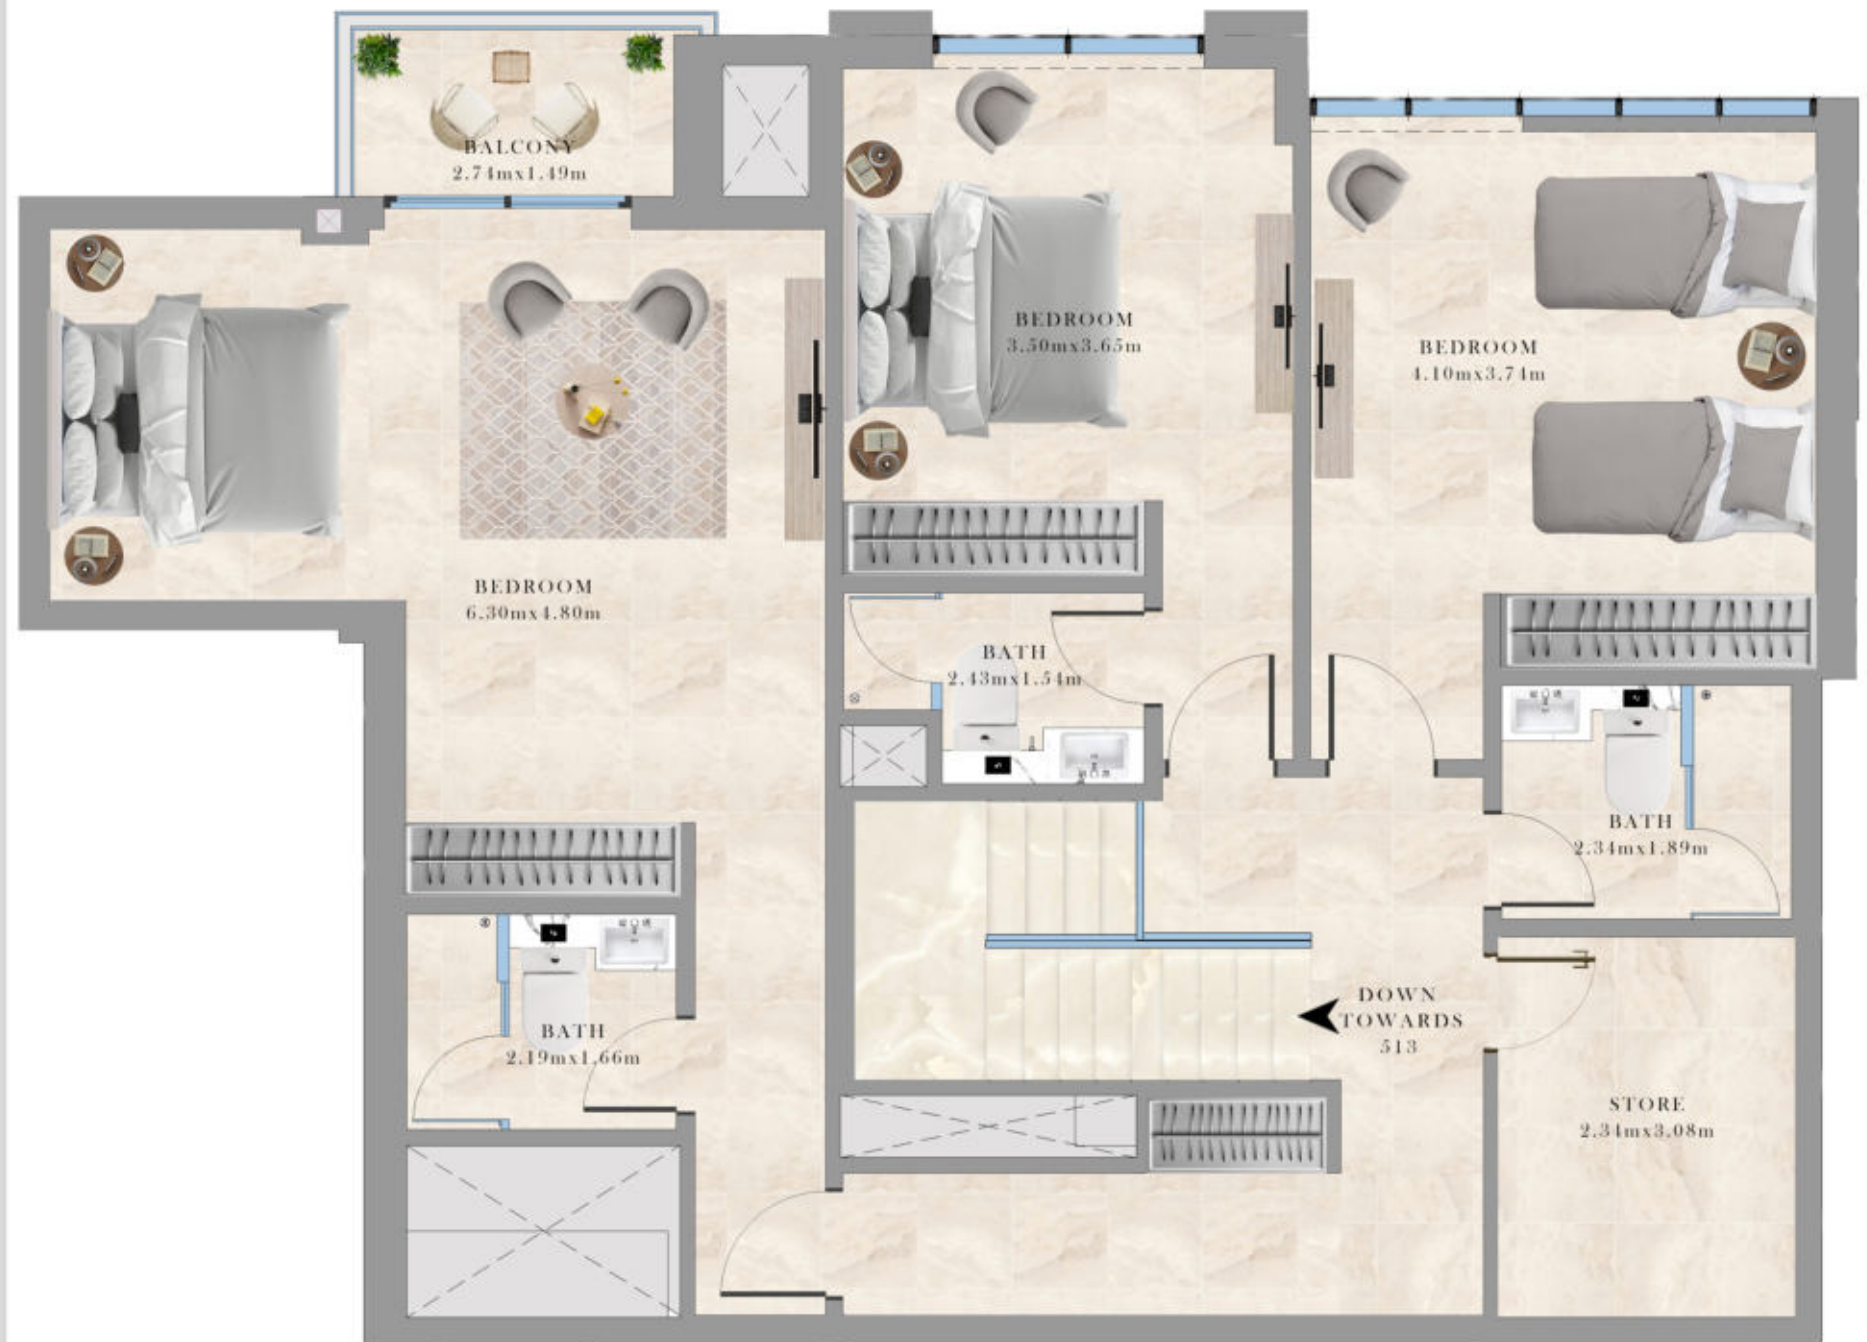 BALCONY
2.74mx1.49m
BEDROOM
3.50mx3.65m
BEDROOM
4.10mx3.74m
BEDROOM
6.30mx4.80m
BATH
2.43mx1.54m
BATH
2.34mx1.89m
DOWN
TOWARDS
513
BATH
2.19mx1.66m
STORE
2.34mx3.08m